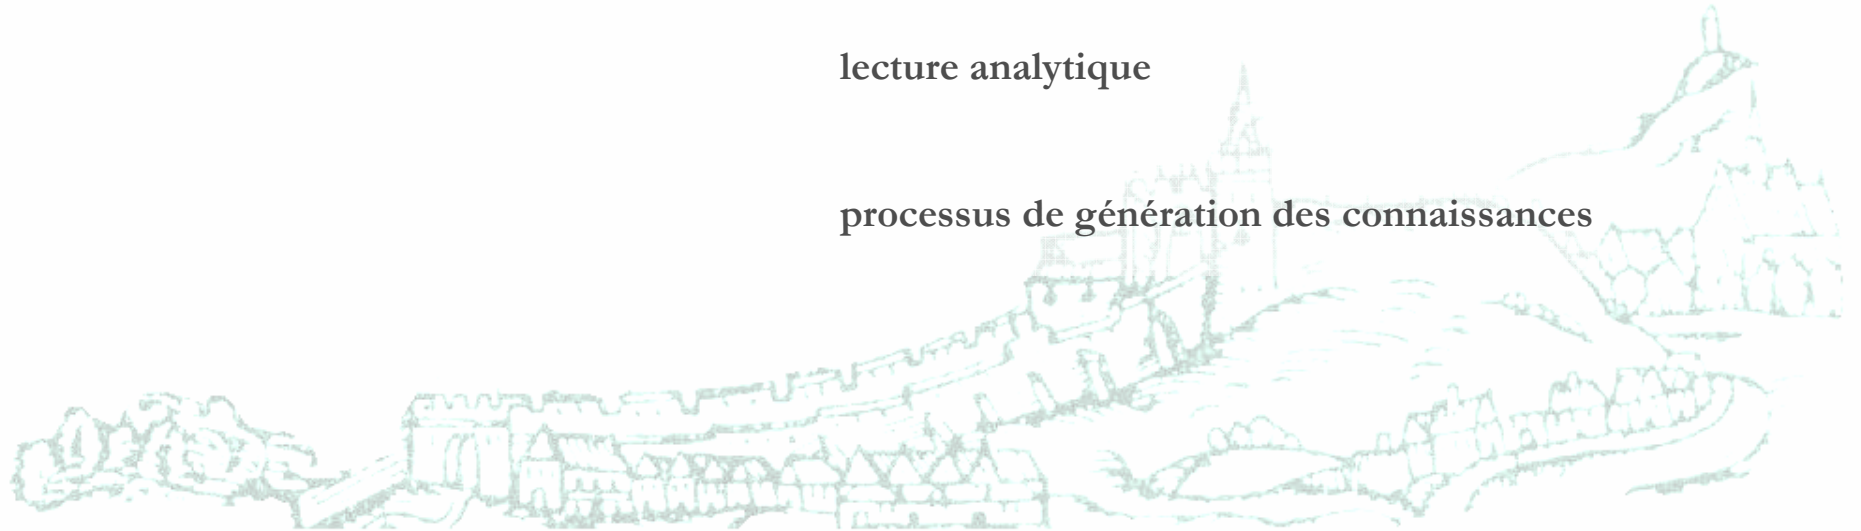 lecture analytique
processus de génération des connaissances